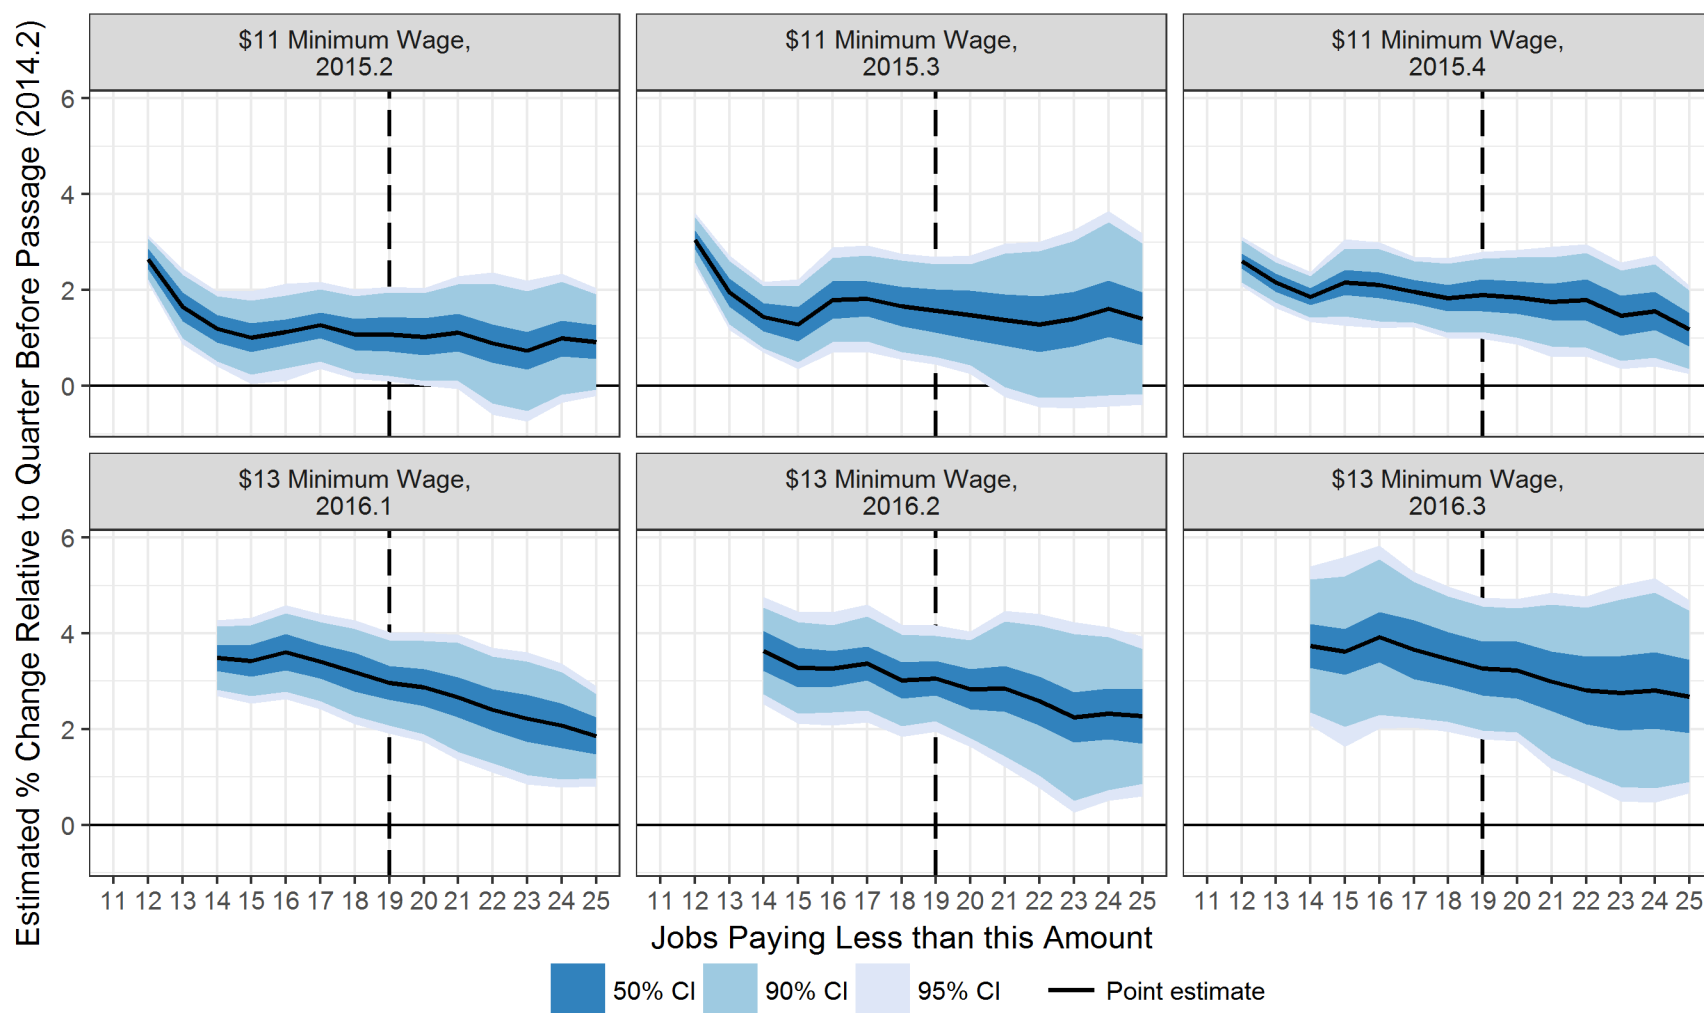 Estimated % Change Relative to Quarter Before Passage (2014.2)
$11 Minimum Wage,
2015.2
$11 Minimum Wage,
2015.3
$11 Minimum Wage,
2015.4
6
4
2
0
$13 Minimum Wage,
2016.1
$13 Minimum Wage,
2016.2
$13 Minimum Wage,
2016.3
6
4
2
0
11 12 13 14 15 16 17 18 19 20 21 22 23 24 25
11 12 13 14 15 16 17 18 19 20 21 22 23 24 25
11 12 13 14 15 16 17 18 19 20 21 22 23 24 25
Jobs Paying Less than this Amount
50% CI 90% CI 95% CI Point estimate